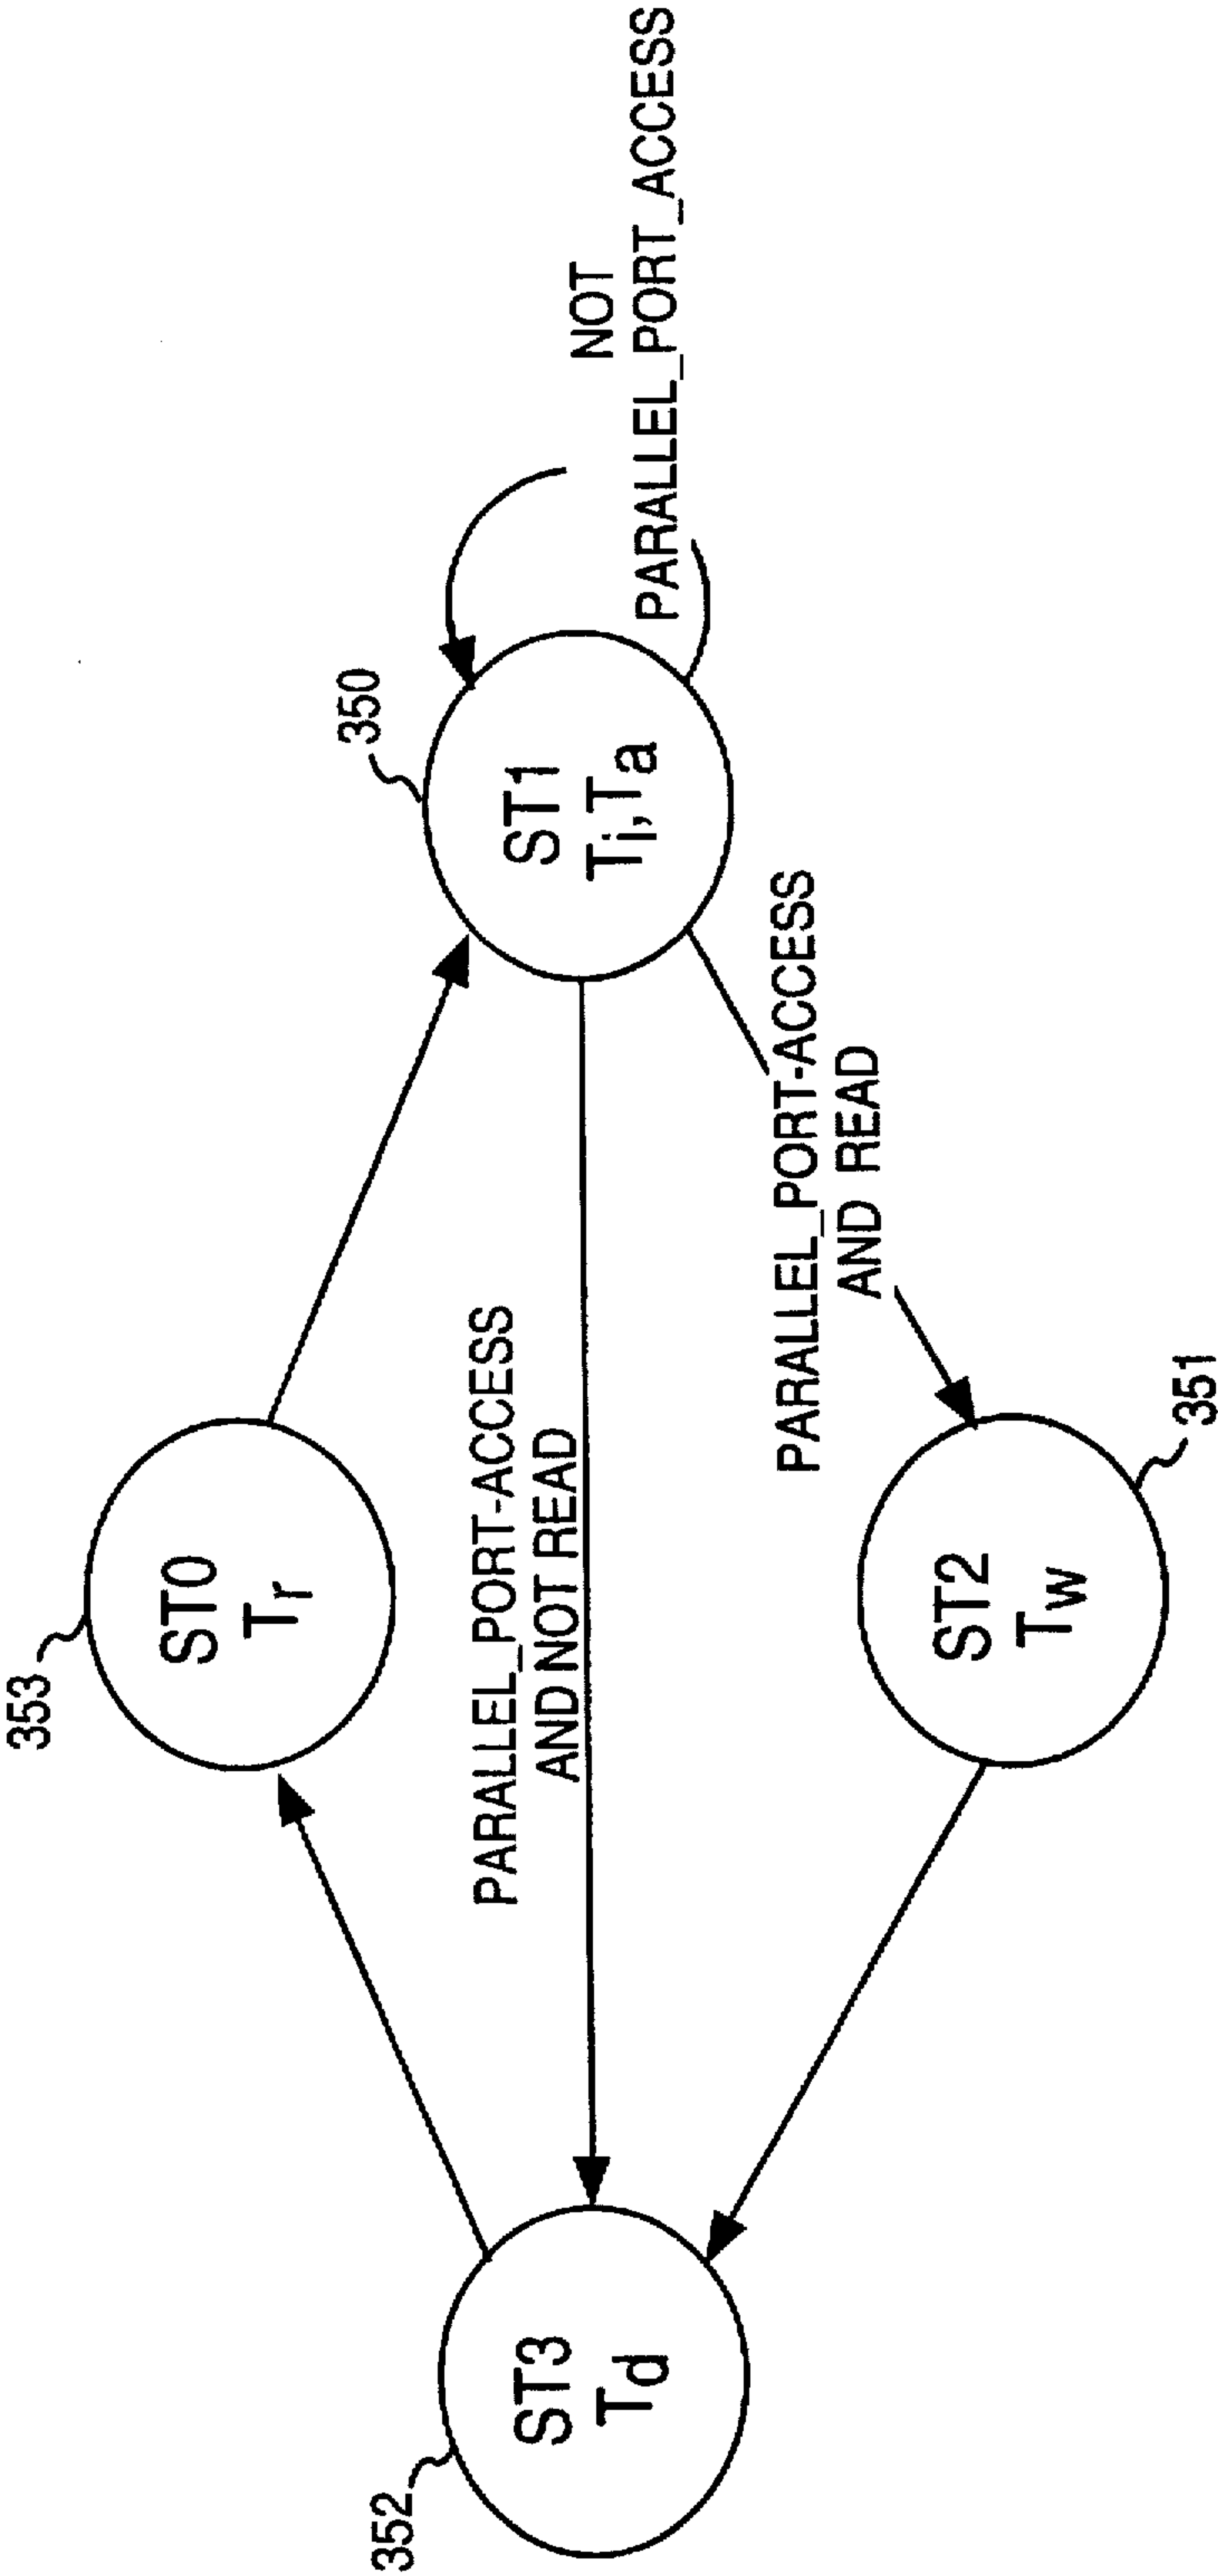 353
ST0
Tr
350
ST1
Ti,Ta
NOT
PARALLEL_PORT_ACCESS
PARALLEL_PORT-ACCESS
AND NOT READ
352
ST3
Td
PARALLEL_PORT-ACCESS
AND READ
ST2
Tw
351